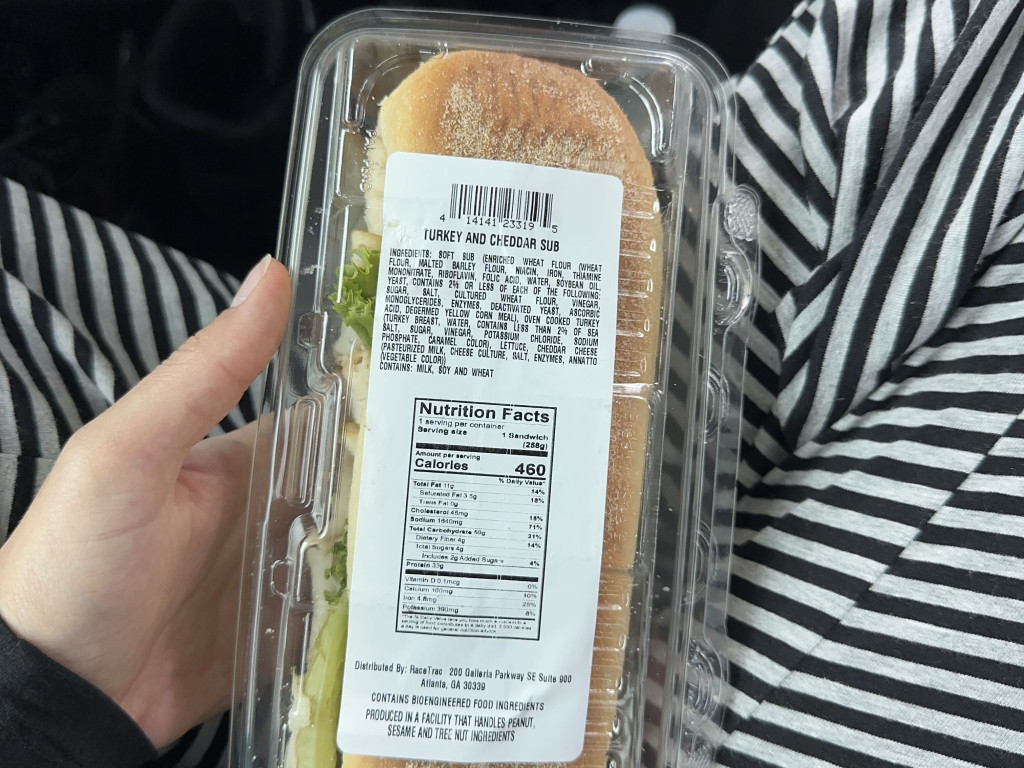 4 14141 23319 5
TURKEY AND CHEDDAR SUB
INGREDIENTS: SOFT SUB (ENRICHED WHEAT FLOUR (WHEAT
FLOUR, MALTED BARLEY FLOUR, NIACIN, IRON, THIAMINE
MONONITRATE, RIBOFLAVIN, FOLIC ACID, WATER, SOYBEAN OIL,
YEAST, CONTAINS 2% OR LESS OF EACH OF THE FOLLOWING:
SUGAR, SALT, CULTURED WHEAT FLOUR, VINEGAR,
MONOGLYCERIDES, ENZYMES, DEACTIVATED YEAST, ASCORBIC
ACID, DEGERMED YELLOW CORN MEAL), OVEN COOKED TURKEY
(TURKEY BREAST, WATER, CONTAINS LESS THAN 2% OF SEA
SALT, SUGAR, VINEGAR, POTASSIUM CHLORIDE, SODIUM
PHOSPHATE, CARAMEL COLOR), LETTUCE, CHEDDAR CHEESE
(PASTEURIZED MILK, CHEESE CULTURE, SALT, ENZYMES, ANNATTO
(VEGETABLE COLOR))
CONTAINS: MILK, SOY AND WHEAT
Nutrition Facts
1 serving per container
Serving size 1 Sandwich
(258g)
Amount per serving
Calories 460
% Daily Value*
Total Fat 11g 14%
Saturated Fat 3.5g 18%
Trans Fat 0g
Cholesterol 45mg 15%
Sodium 1640mg 71%
Total Carbohydrate 59g 21%
Dietary Fiber 4g 14%
Total Sugars 4g
Includes 2g Added Sugars 4%
Protein 33g
Vitamin D 0.1mcg 0%
Calcium 100mg 10%
Iron 4.8mg 25%
Potassium 390mg 8%
Distributed By: RaceTrac 200 Galleria Parkway SE Suite 900
Atlanta, GA 30339
CONTAINS BIOENGINEERED FOOD INGREDIENTS
PRODUCED IN A FACILITY THAT HANDLES PEANUT,
SESAME AND TREE NUT INGREDIENTS